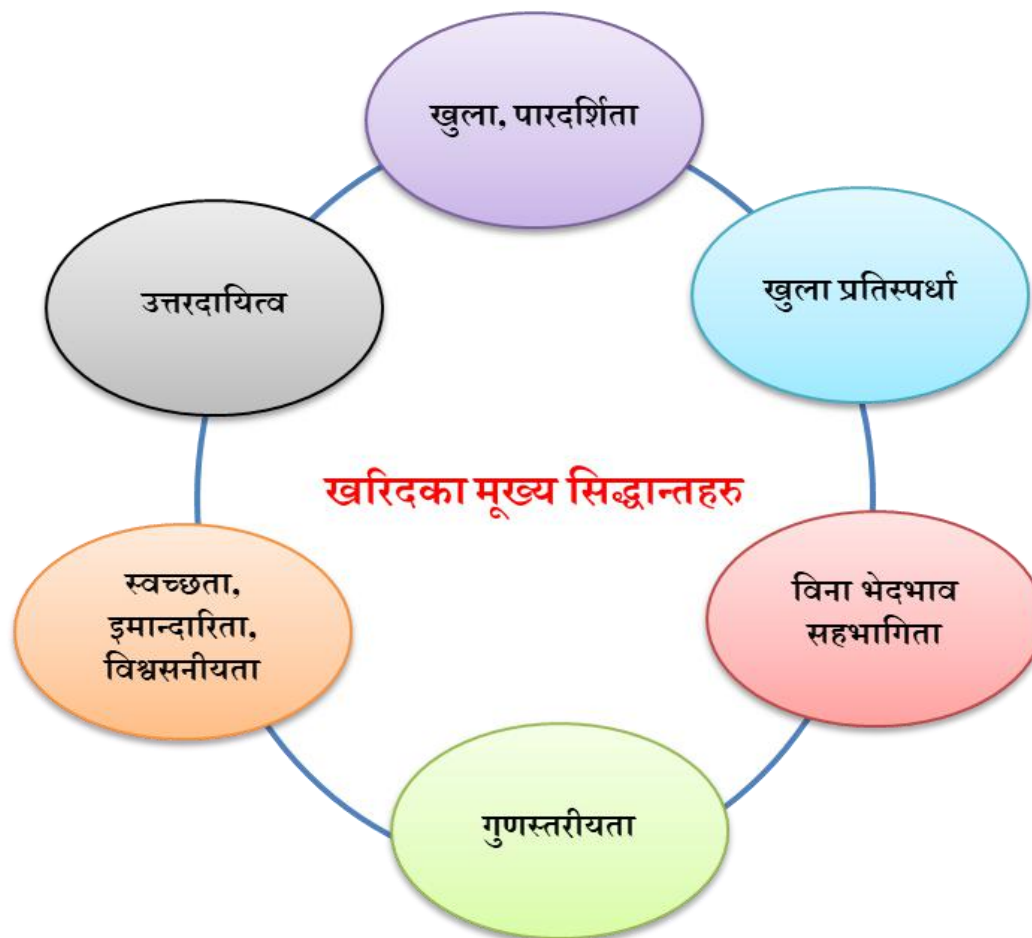 खुला, पारदर्शिता
खुला प्रतिस्पर्धा
विना भेदभाव
सहभागिता
गुणस्तरीयता
स्वच्छता,
इमान्दारिता,
विश्वसनीयता
उत्तरदायित्व
खरिदका मूख्य सिद्धान्तहरु